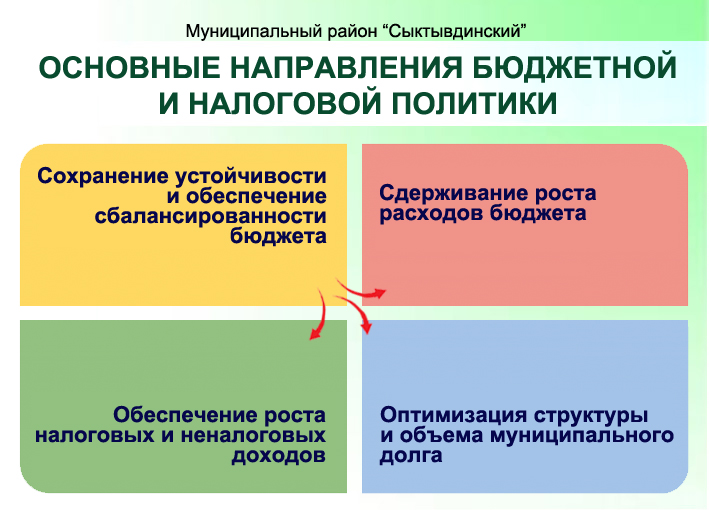 Муниципальный район “Сыктывдинский”
ОСНОВНЫЕ НАПРАВЛЕНИЯ БЮДЖЕТНОЙ
И НАЛОГОВОЙ ПОЛИТИКИ
Сохранение устойчивости
и обеспечение
сбалансированности
бюджета
Сдерживание роста
расходов бюджета
Обеспечение роста
налоговых и неналоговых
доходов
Оптимизация структуры
и объема муниципального
долга